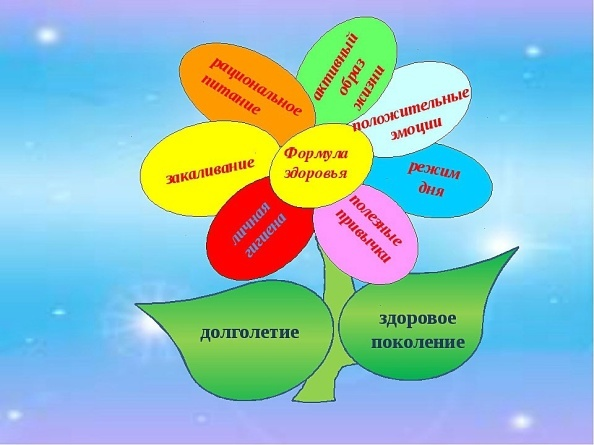 рациональное
питание
активный
образ
жизни
положительные
эмоции
закаливание
Формула
здоровья
режим
дня
личная
гигиена
полезные
привычки
долголетие
здоровое
поколение